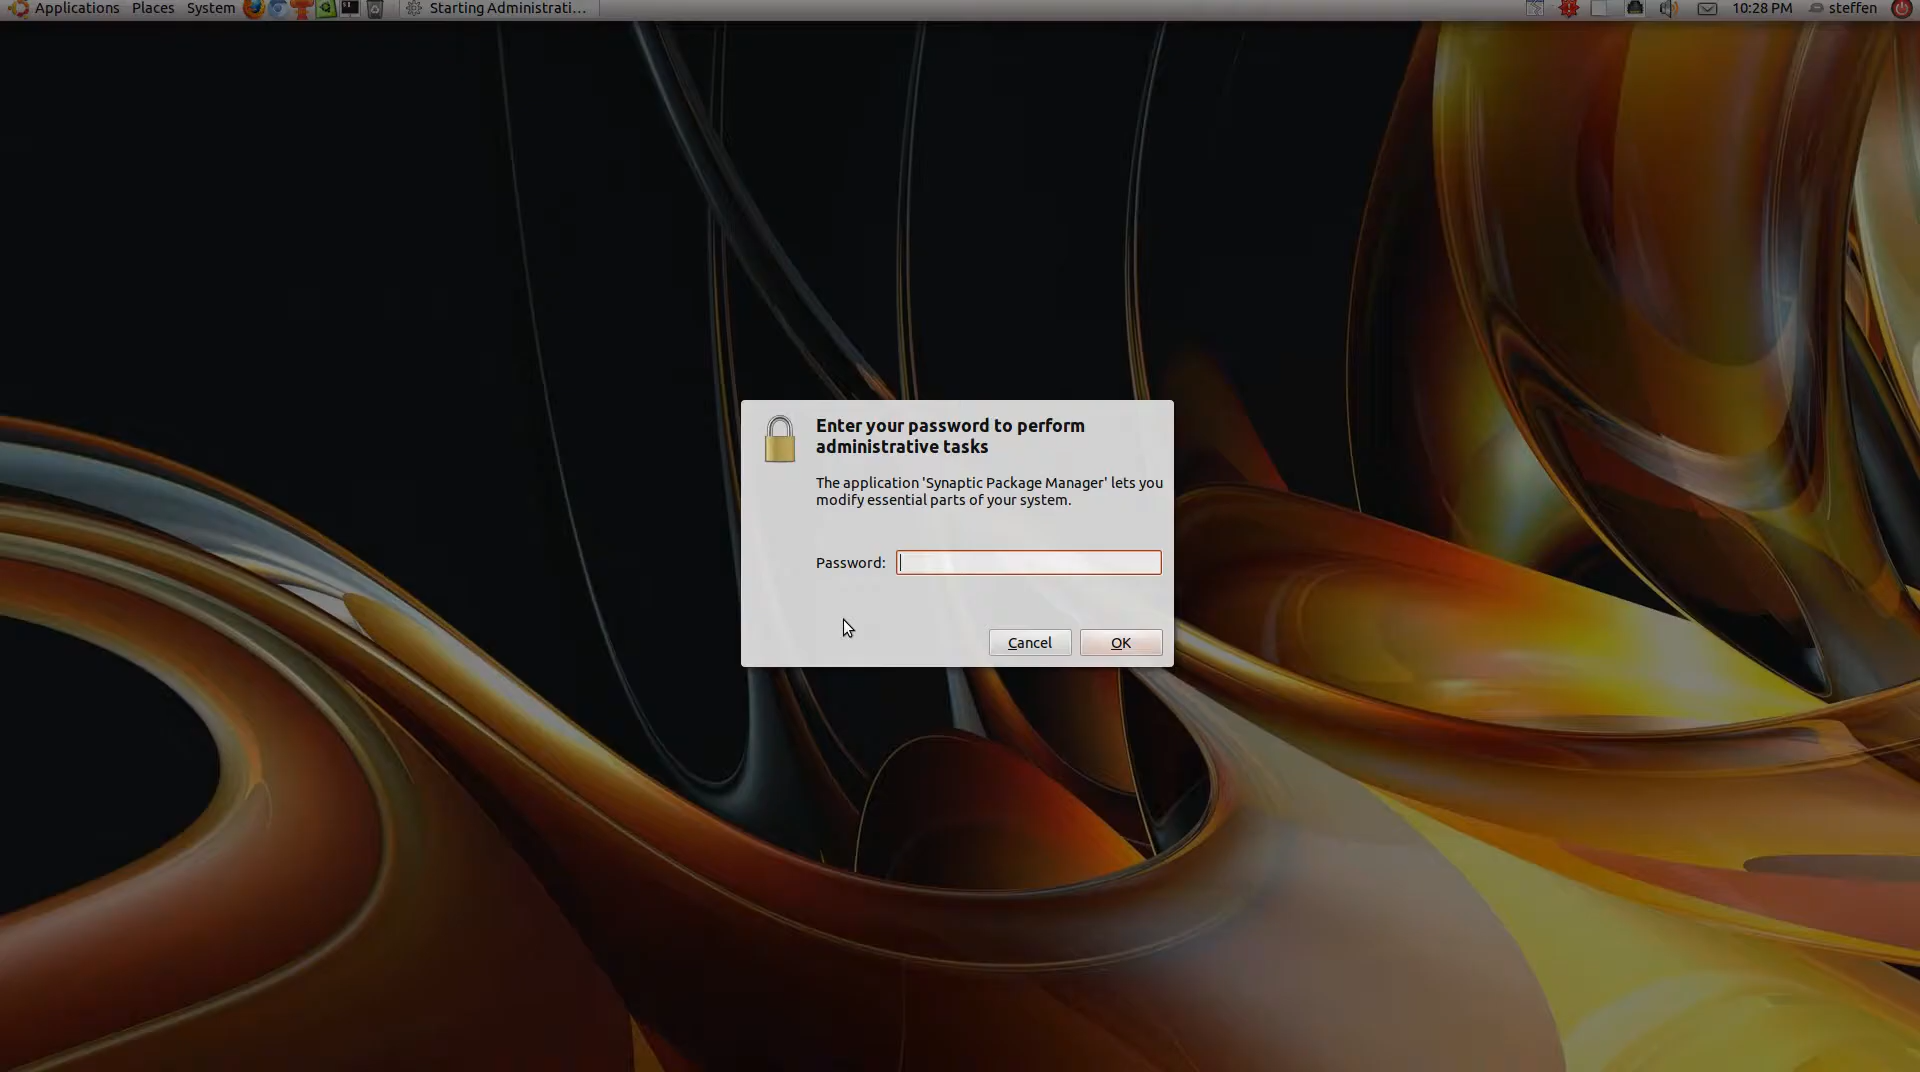 Applications Places System Starting Administrati... 10:28 PM steffen
Enter your password to perform
administrative tasks
The application 'Synaptic Package Manager' lets you
modify essential parts of your system.
Password:
Cancel OK